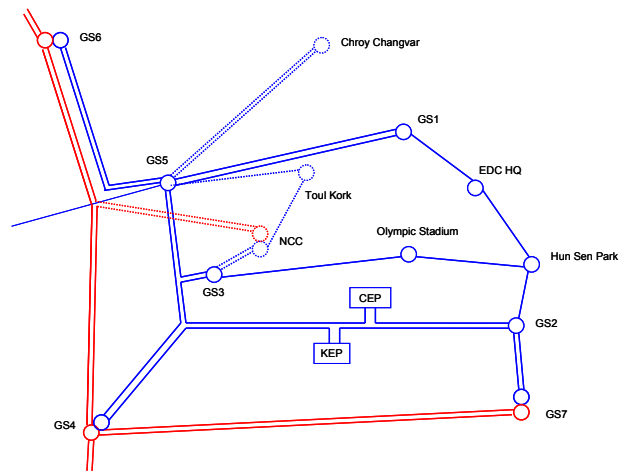 GS6
Chroy Changvar
GS1
GS5
EDC HQ
Toul Kork
Olympic Stadium
NCC
Hun Sen Park
GS3
CEP
GS2
KEP
GS7
GS4